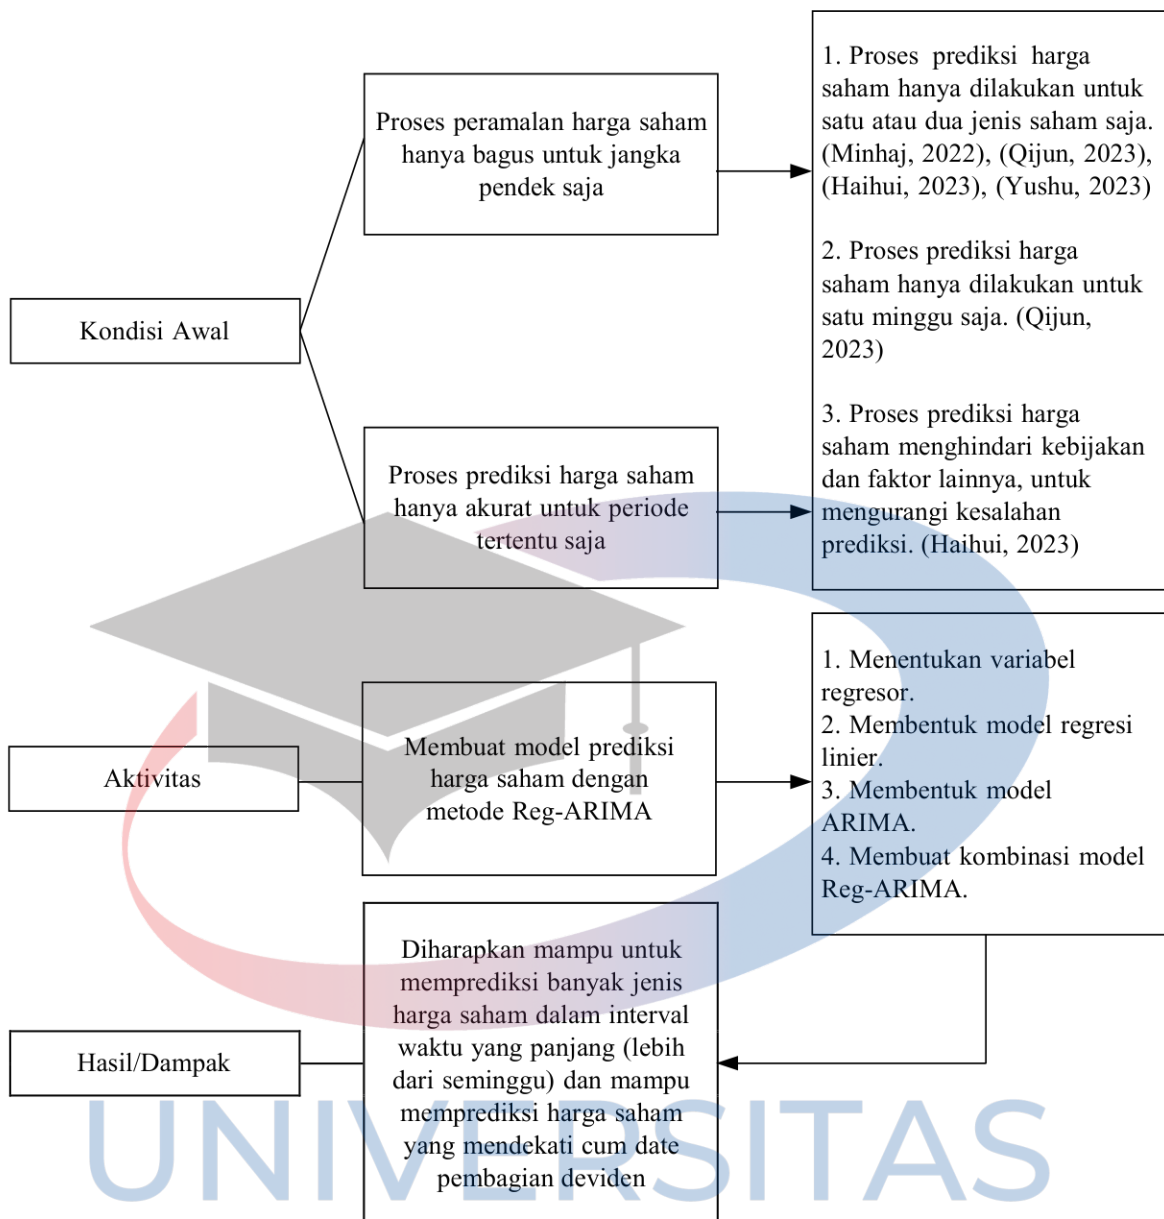 Kondisi Awal
Proses peramalan harga saham
hanya bagus untuk jangka
pendek saja
Proses prediksi harga saham
hanya akurat untuk periode
tertentu saja
1. Proses prediksi harga
saham hanya dilakukan untuk
satu atau dua jenis saham saja.
(Minhaj, 2022), (Qijun, 2023),
(Haihui, 2023), (Yushu, 2023)
2. Proses prediksi harga
saham hanya dilakukan untuk
satu minggu saja. (Qijun,
2023)
3. Proses prediksi harga
saham menghindari kebijakan
dan faktor lainnya, untuk
mengurangi kesalahan
prediksi. (Haihui, 2023)
Aktivitas
Membuat model prediksi
harga saham dengan
metode Reg-ARIMA
1. Menentukan variabel
regresor.
2. Membentuk model regresi
linier.
3. Membentuk model
ARIMA.
4. Membuat kombinasi model
Reg-ARIMA.
Hasil/Dampak
Diharapkan mampu untuk
memprediksi banyak jenis
harga saham dalam interval
waktu yang panjang (lebih
dari seminggu) dan mampu
memprediksi harga saham
yang mendekati cum date
pembagian deviden
UNIVERSITAS